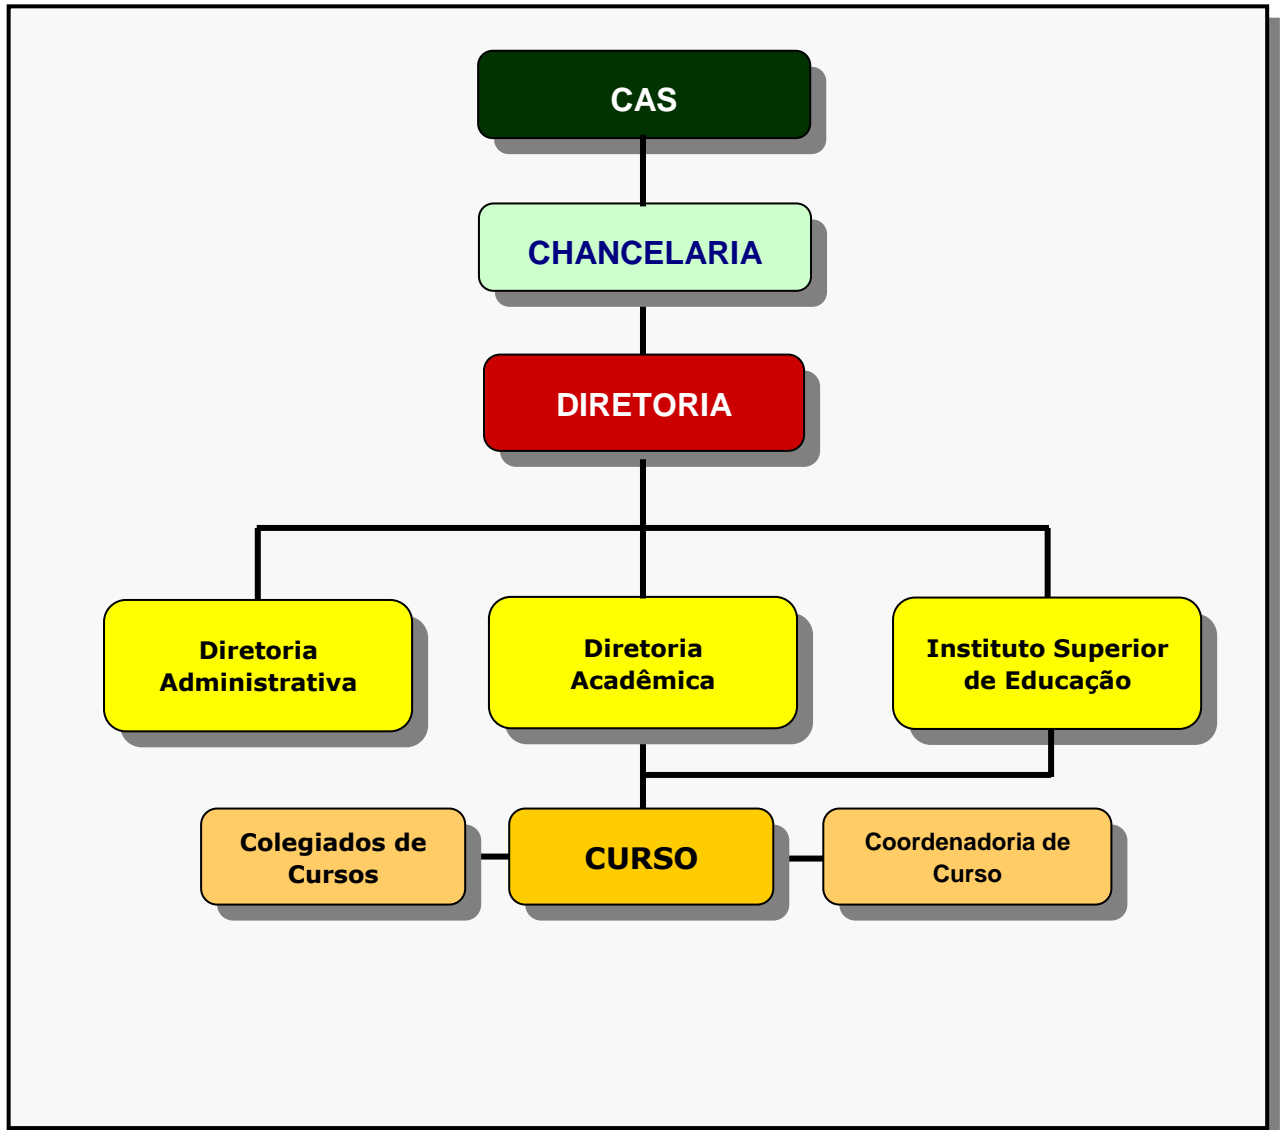 CAS
CHANCELARIA
DIRETORIA
Diretoria
Administrativa
Diretoria
Acadêmica
Instituto Superior
de Educação
Colegiados de
Cursos
CURSO
Coordenadoria de
Curso